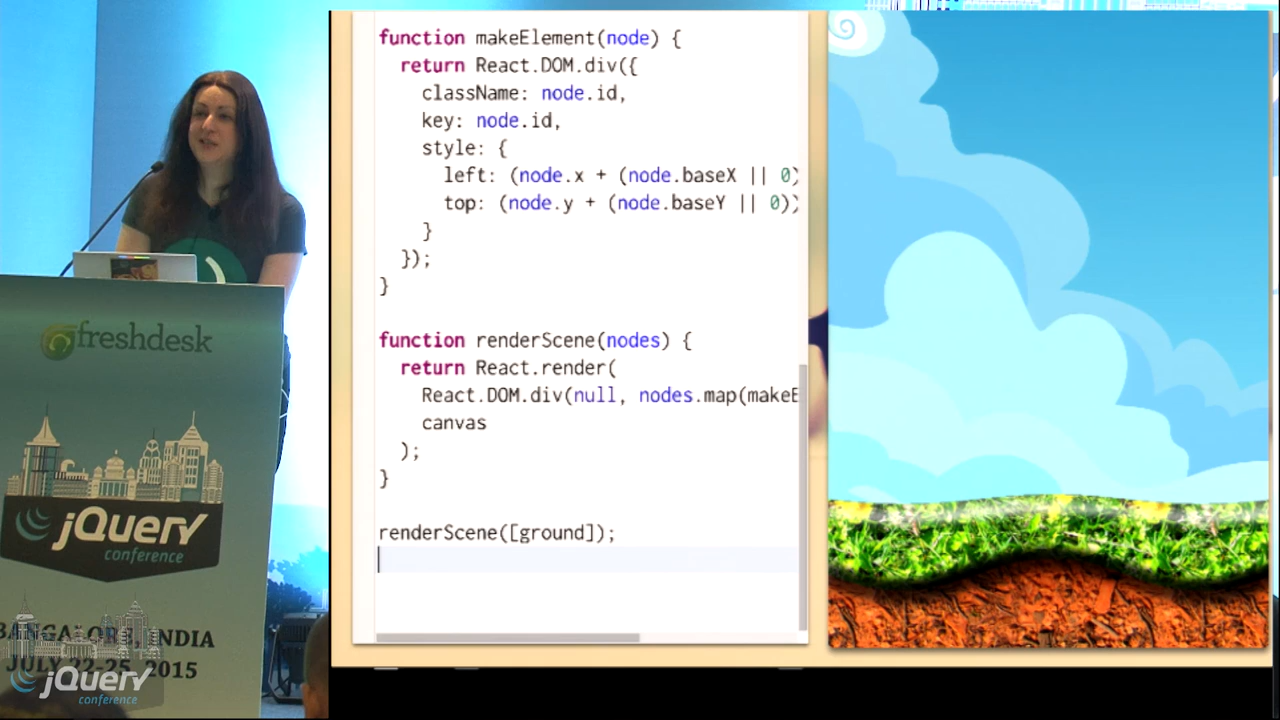 function makeElement(node) {
return React.DOM.div({
className: node.id,
key: node.id,
style: {
left: (node.x + (node.baseX || 0)
top: (node.y + (node.baseY || 0))
}
});
}
function renderScene(nodes) {
return React.render(
React.DOM.div(null, nodes.map(makeE
canvas
);
}
renderScene([ground]);
freshdesk
jQuery
conference
BANGALORE, INDIA
JULY 22-25, 2015
jQuery
conference